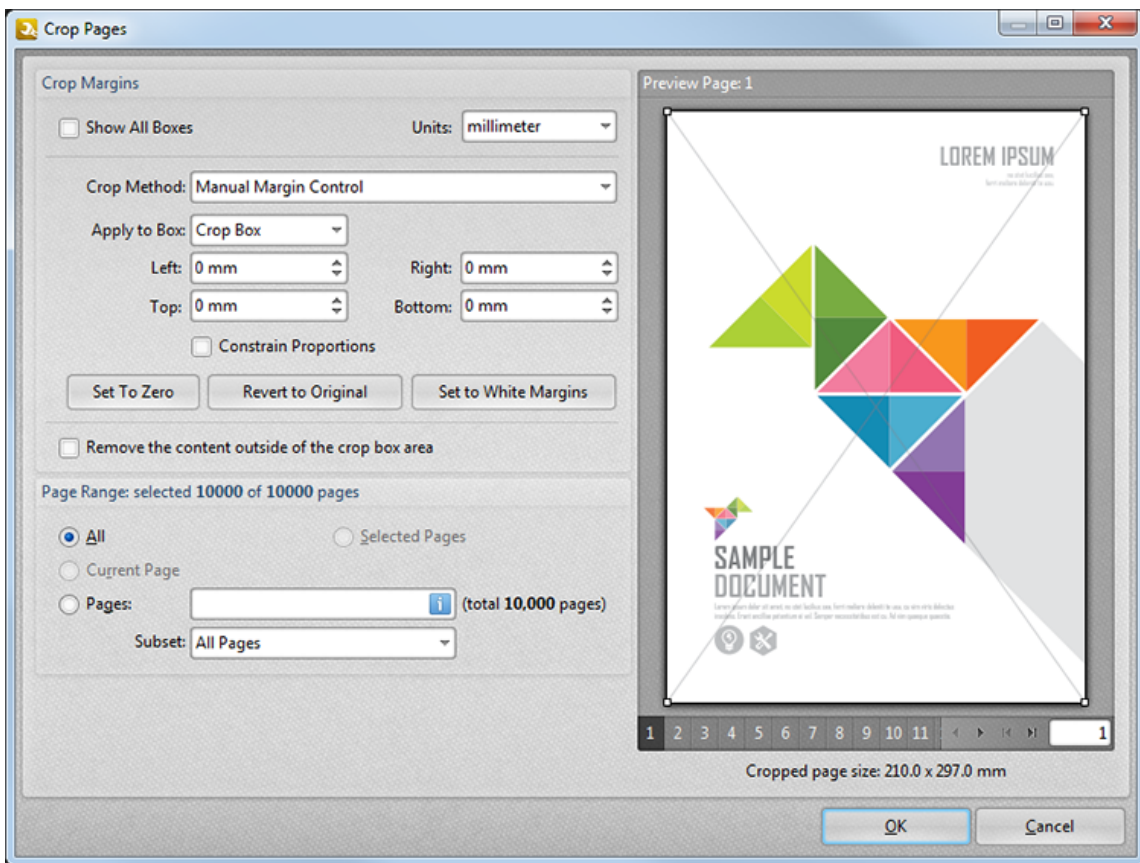 Crop Pages
Crop Margins
Show All Boxes
Units: millimeter
Crop Method: Manual Margin Control
Apply to Box: Crop Box
Left: 0 mm
Right: 0 mm
Top: 0 mm
Bottom: 0 mm
Constrain Proportions
Set To Zero
Revert to Original
Set to White Margins
Remove the content outside of the crop box area
Page Range: selected 10000 of 10000 pages
All
Selected Pages
Current Page
Pages:
(total 10,000 pages)
Subset: All Pages
Preview Page: 1
LOREM IPSUM
SAMPLE
DOCUMENT
1 2 3 4 5 6 7 8 9 10 11
1
Cropped page size: 210.0 x 297.0 mm
OK
Cancel